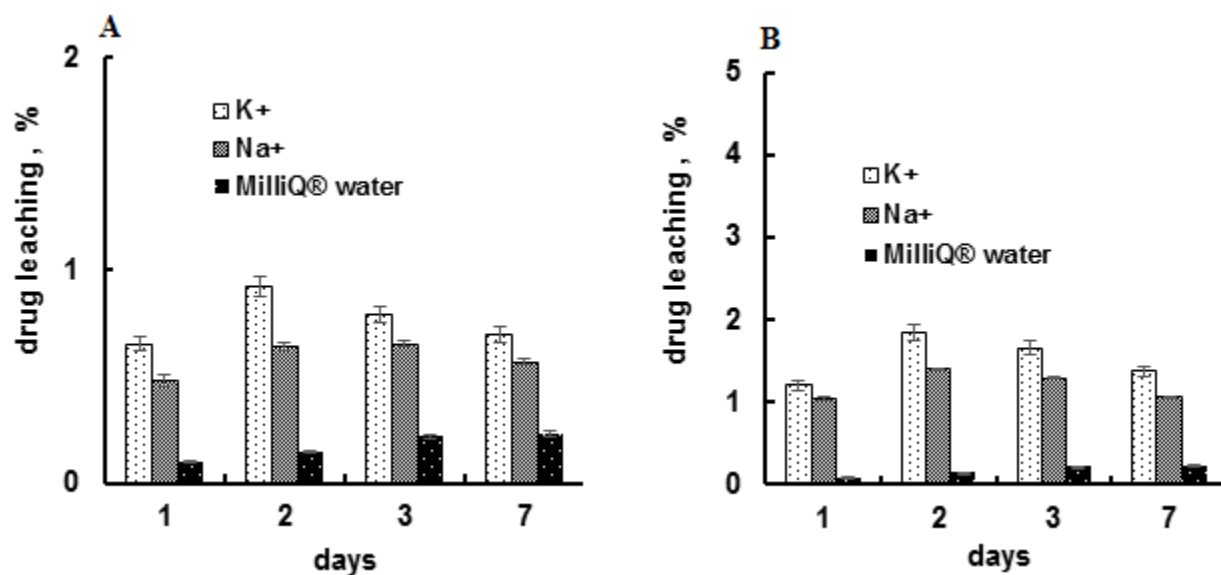 A
drug leaching , %
2
1
0
K+
Na+
MilliQ® water
1 2 3 7
days
B
drug leaching , %
5
4
3
2
1
0
K+
Na+
MilliQ® water
1 2 3 7
days